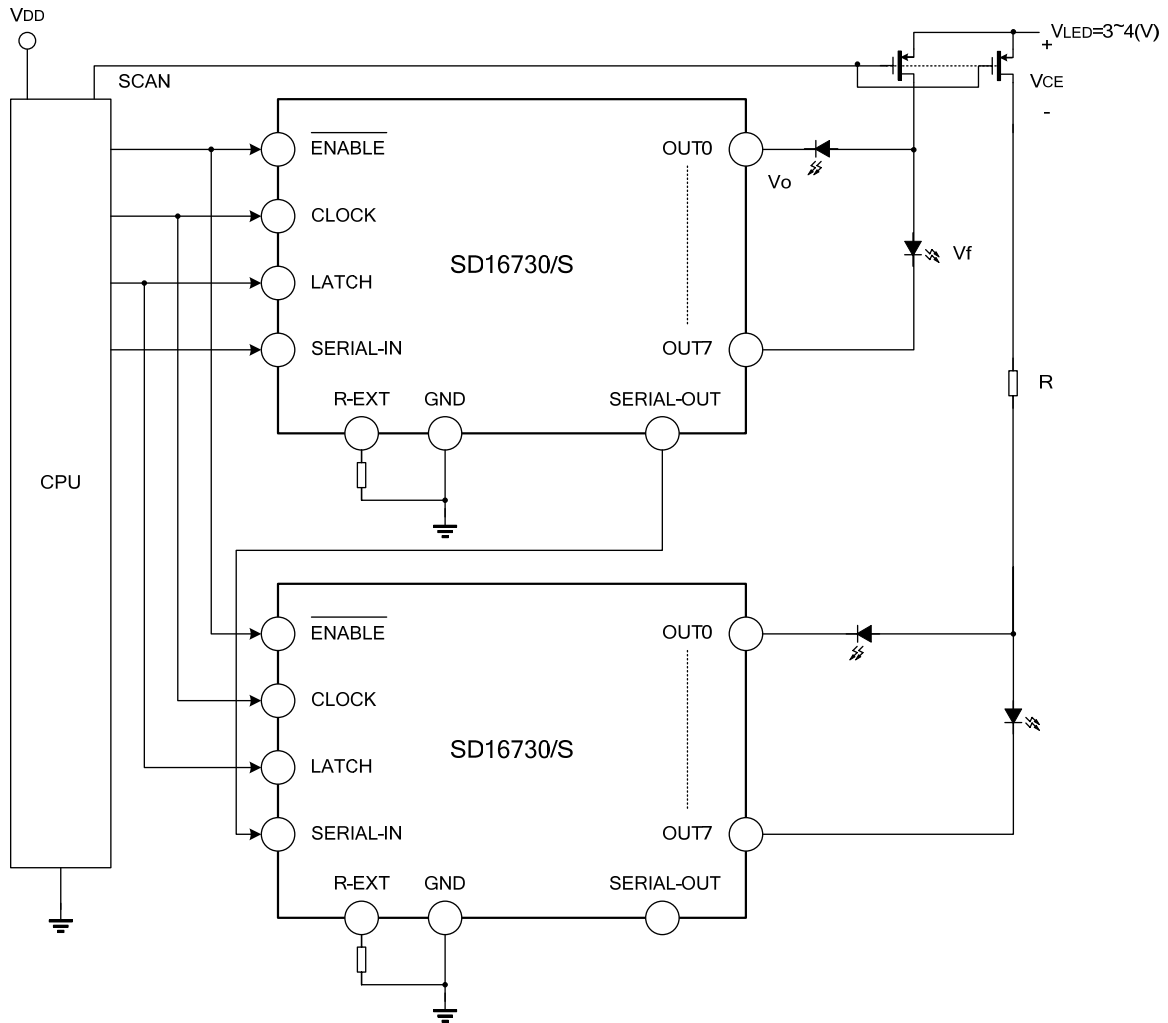 VDD
VLED=3~4(V)
+
SCAN
VCE
-
ENABLE
OUT0
Vo
CLOCK
SD16730/S
Vf
LATCH
SERIAL-IN
OUT7
R-EXT
GND
SERIAL-OUT
R
CPU
ENABLE
OUT0
CLOCK
SD16730/S
LATCH
SERIAL-IN
OUT7
R-EXT
GND
SERIAL-OUT